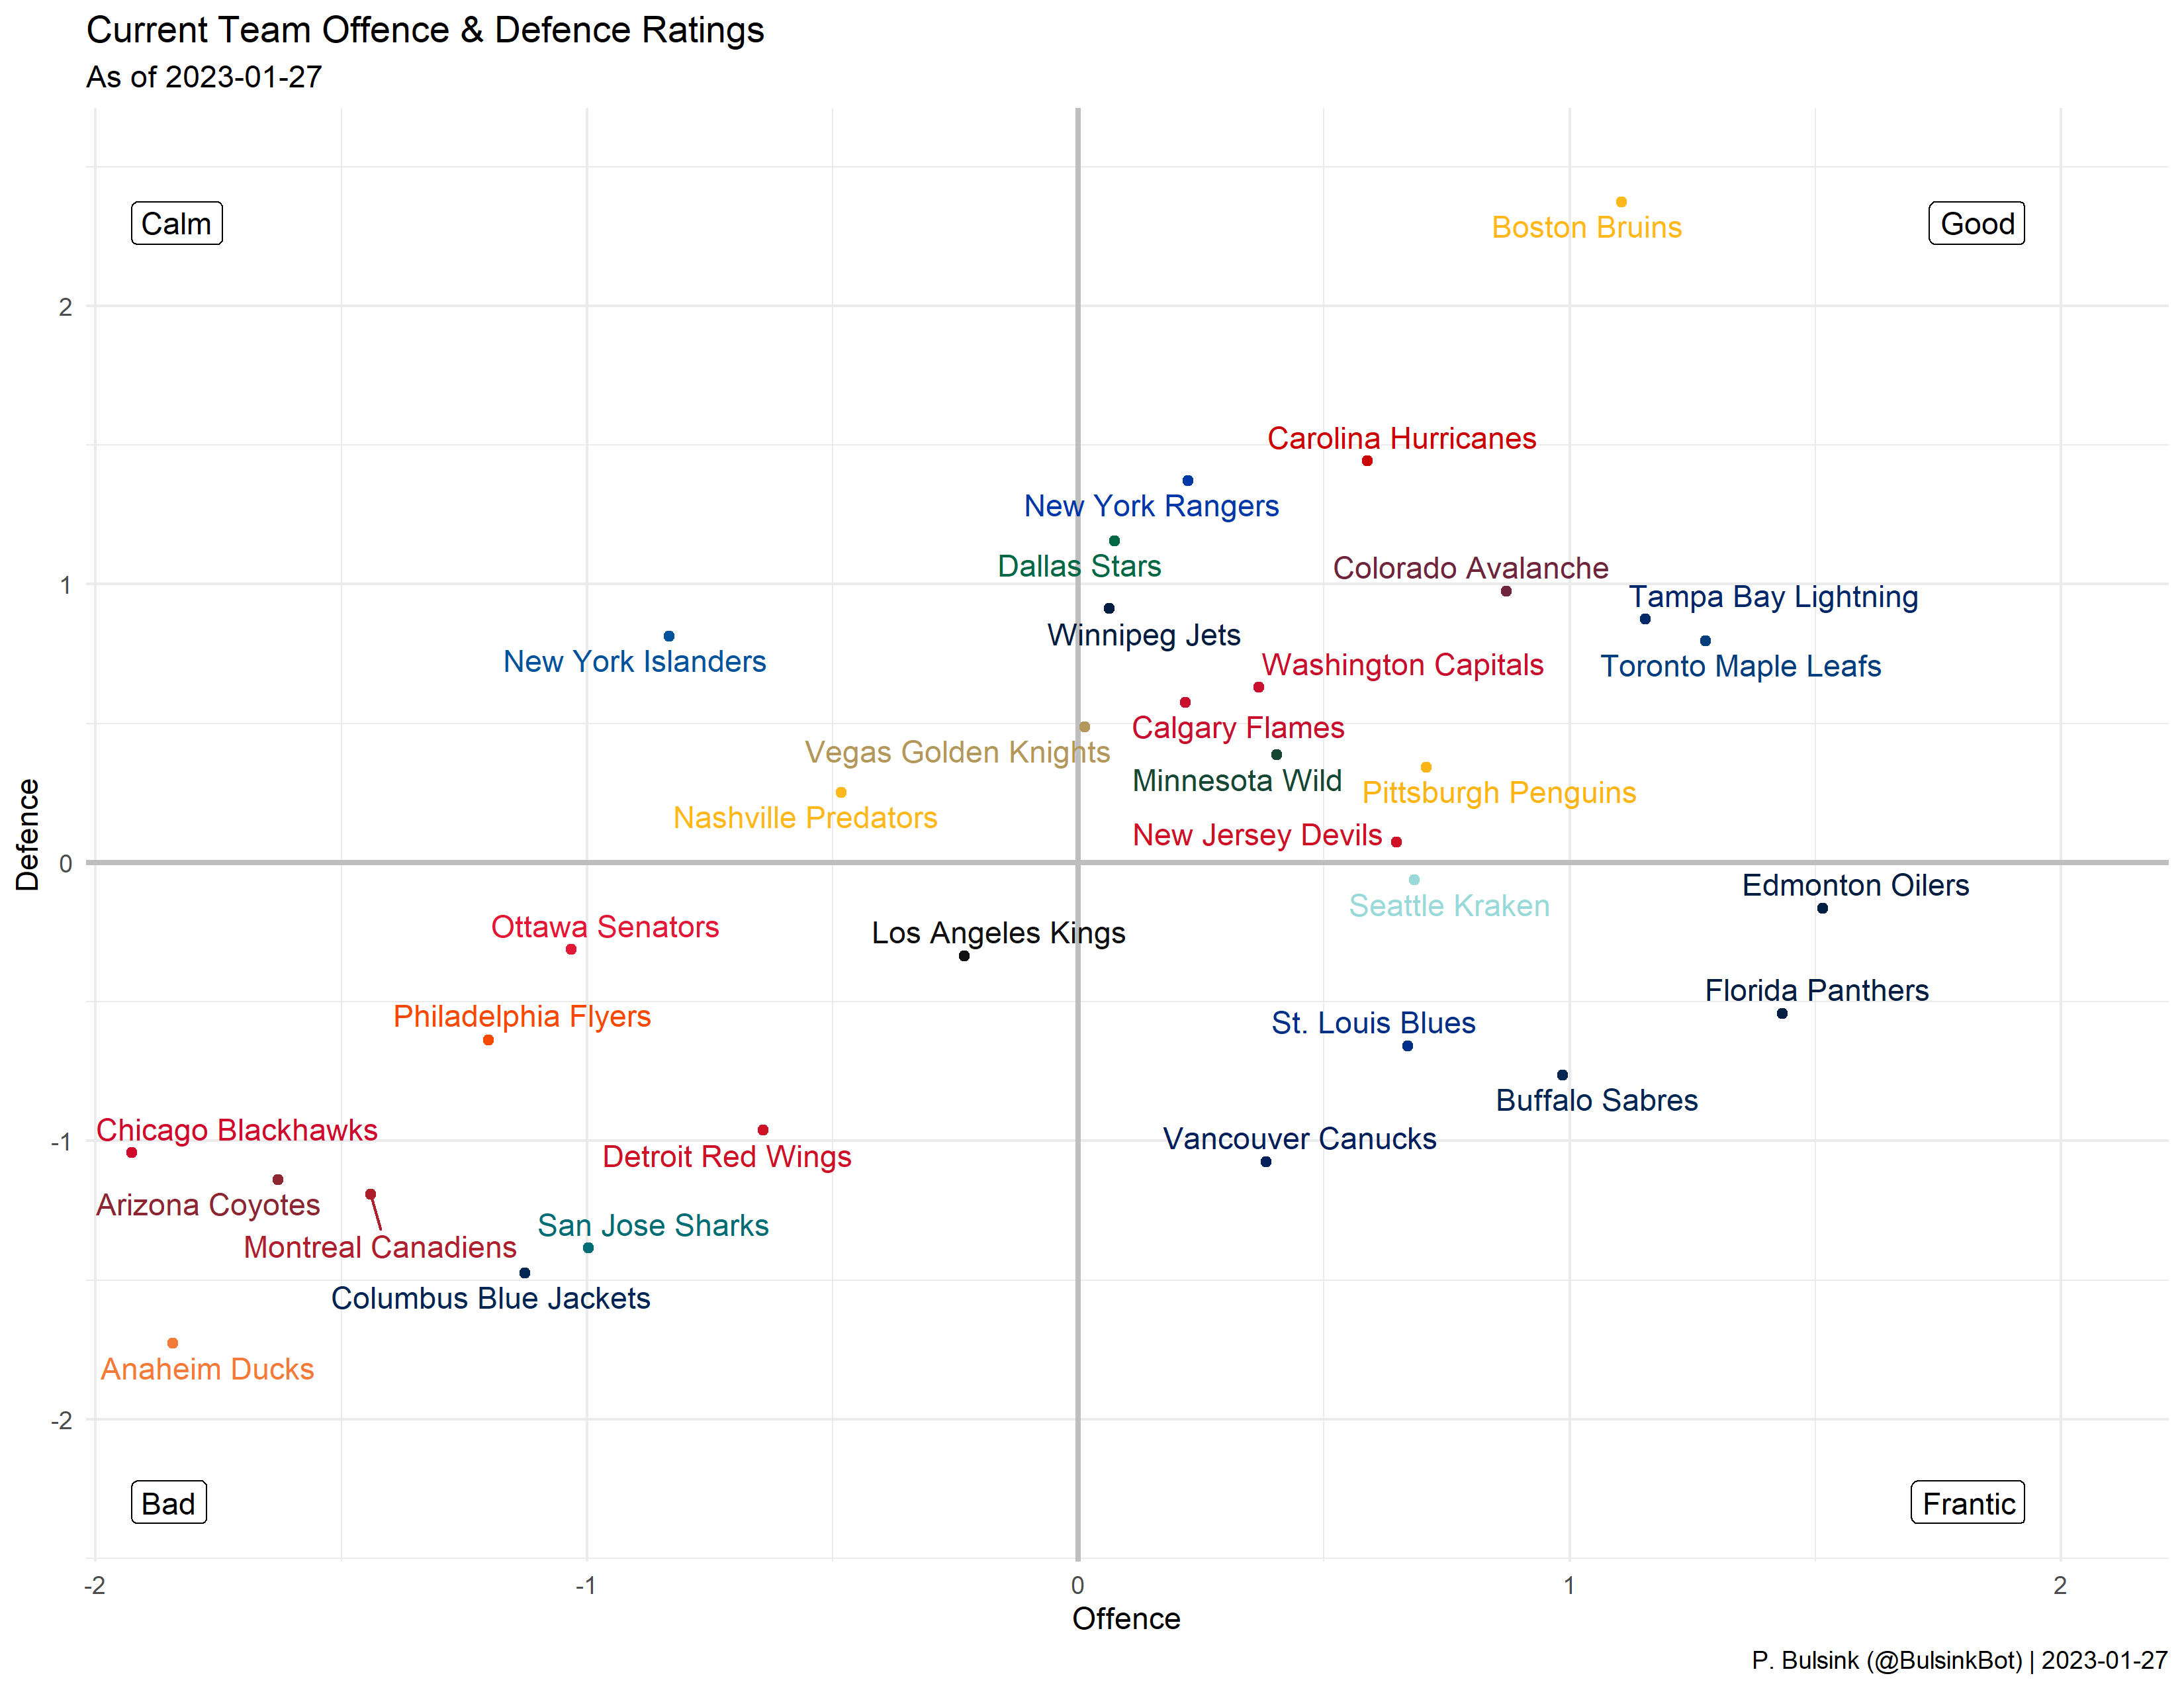 Current Team Offence & Defence Ratings
As of 2023-01-27
Calm
Good
Boston Bruins
2
Carolina Hurricanes
New York Rangers
Dallas Stars
Colorado Avalanche
1
Tampa Bay Lightning
Winnipeg Jets
New York Islanders
Washington Capitals
Toronto Maple Leafs
Calgary Flames
Vegas Golden Knights
Minnesota Wild
Pittsburgh Penguins
Nashville Predators
New Jersey Devils
Defence
0
Edmonton Oilers
Seattle Kraken
Ottawa Senators
Los Angeles Kings
Florida Panthers
Philadelphia Flyers
St. Louis Blues
Buffalo Sabres
Chicago Blackhawks
-1
Vancouver Canucks
Detroit Red Wings
Arizona Coyotes
San Jose Sharks
Montreal Canadiens
Columbus Blue Jackets
Anaheim Ducks
-2
Bad
Frantic
-2 -1 0 1 2
Offence
P. Bulsink (@BulsinkBot) | 2023-01-27